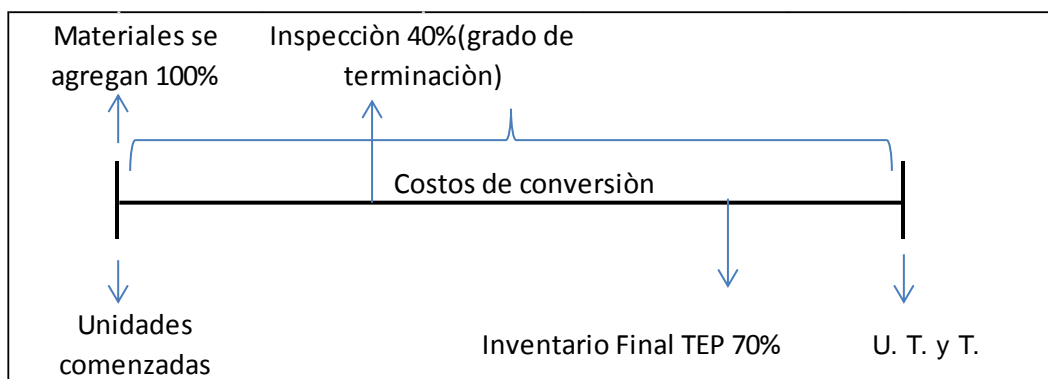 Materiales se
agregan 100%
Inspecciòn 40%(grado de
terminaciòn)
Costos de conversiòn
Unidades
comenzadas
Inventario Final TEP 70%
U. T. y T.